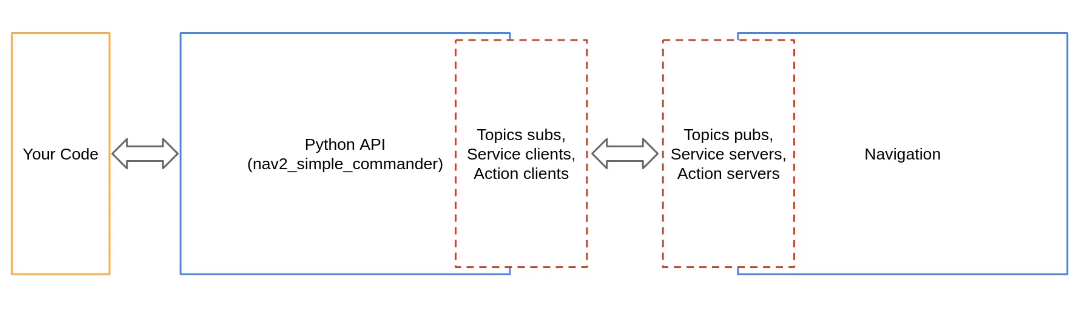 Your Code
Python API
(nav2_simple_commander)
Topics subs,
Service clients,
Action clients
Topics pubs,
Service servers,
Action servers
Navigation